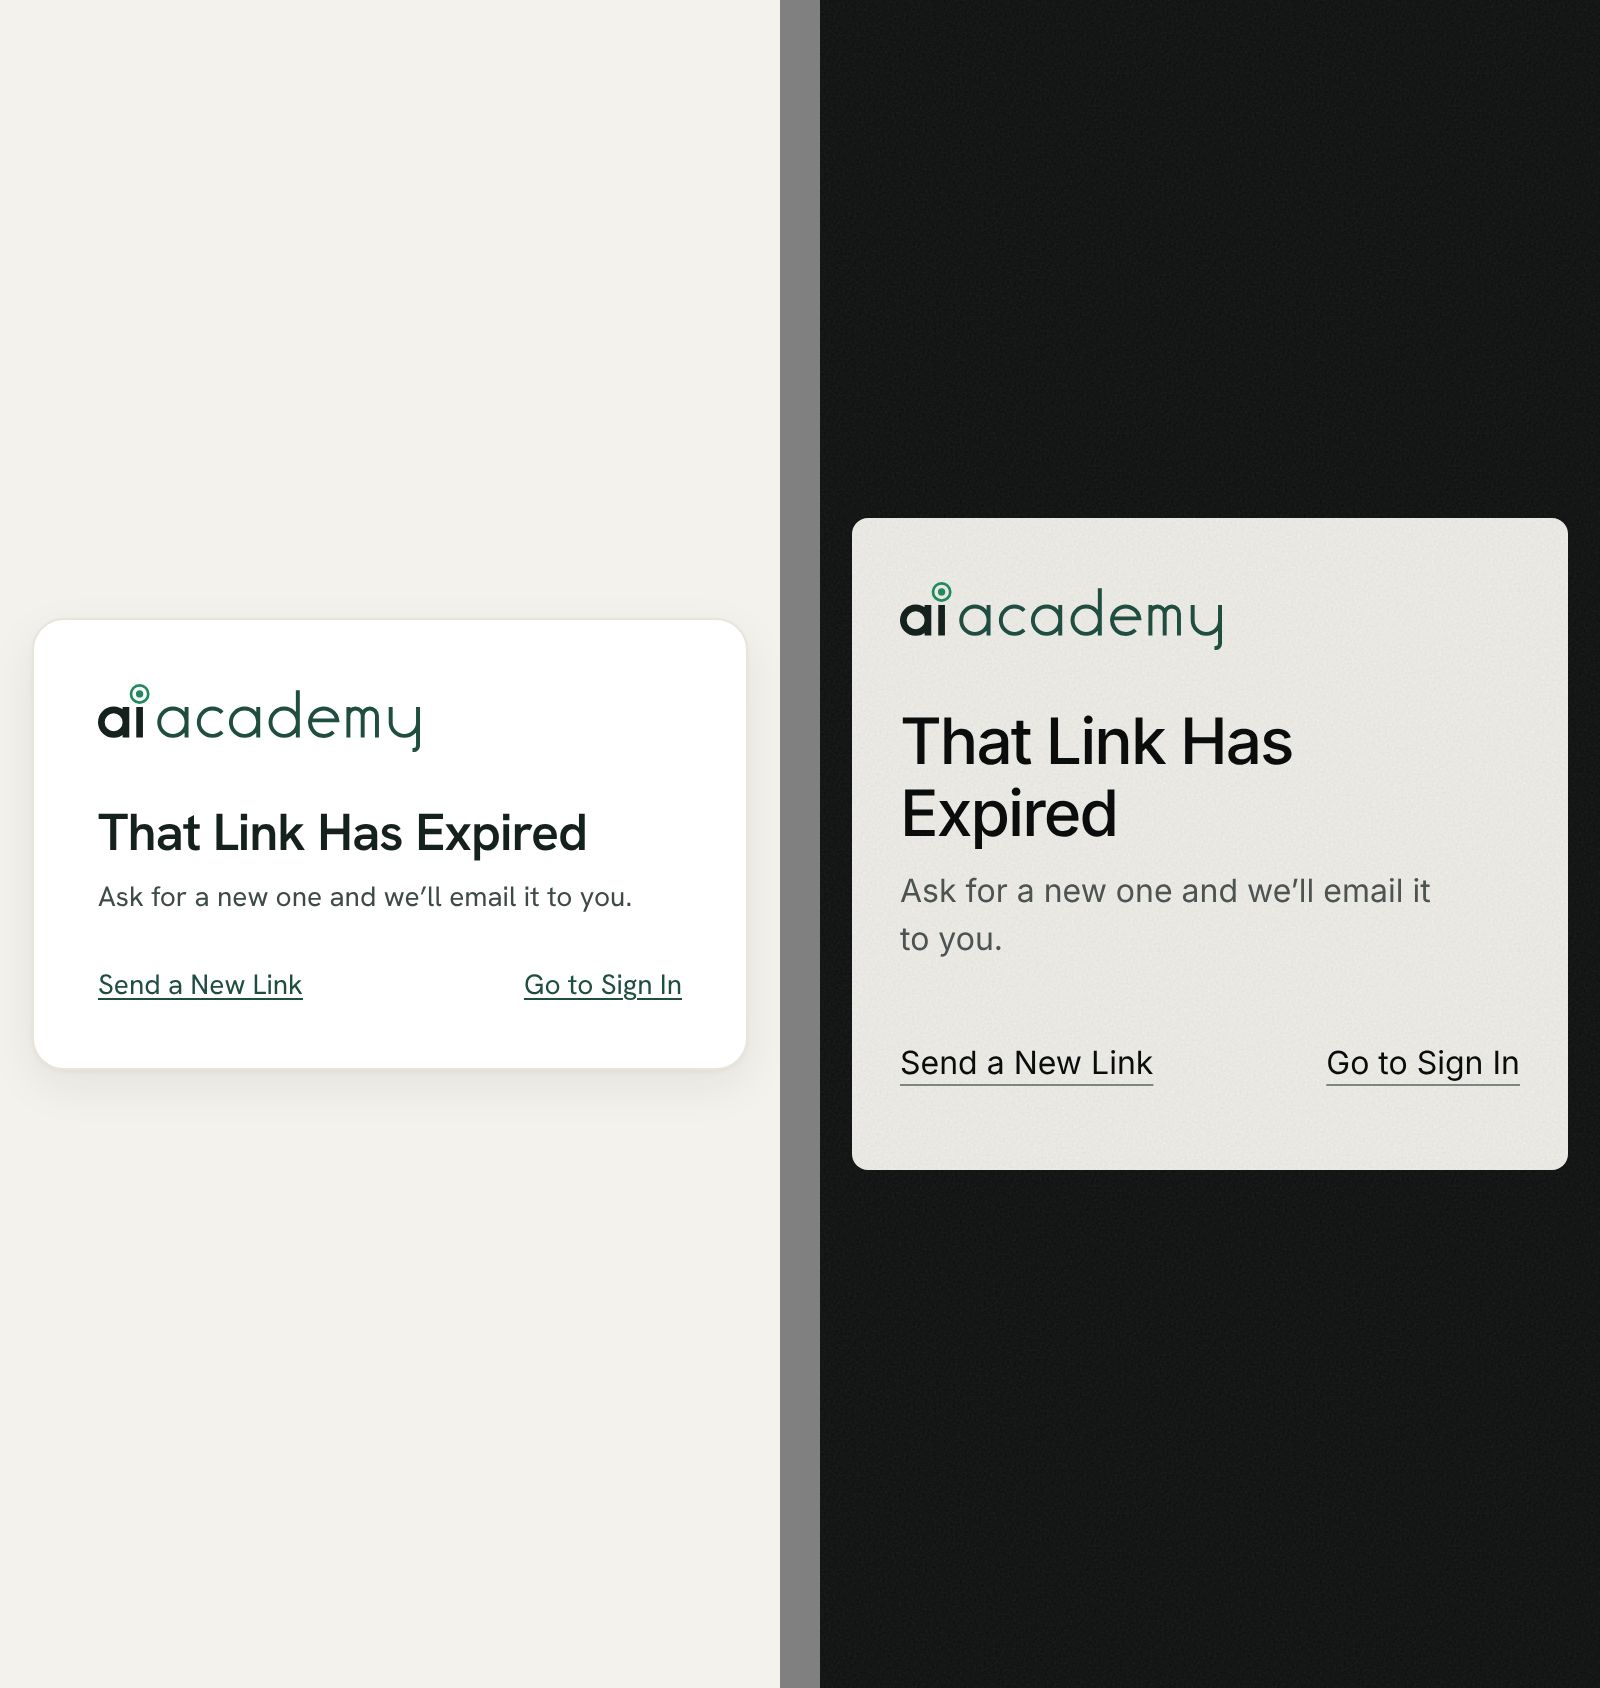 ai academy
That Link Has Expired
Ask for a new one and we’ll email it to you.
Send a New Link
Go to Sign In
ai academy
That Link Has
Expired
Ask for a new one and we’ll email it
to you.
Send a New Link
Go to Sign In